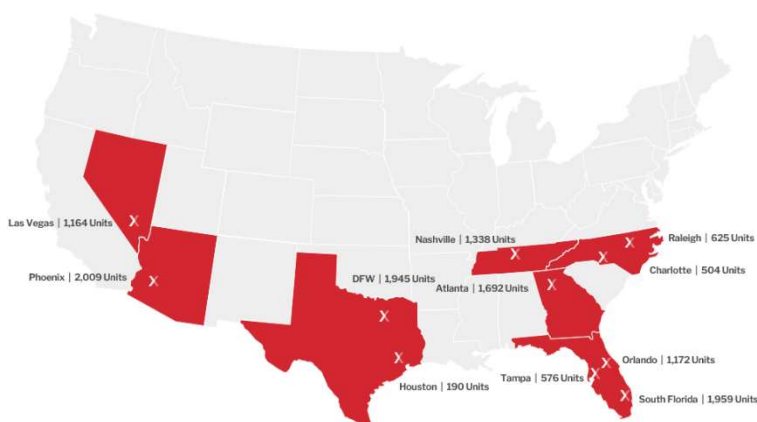 Las Vegas | 1,164 Units
Phoenix | 2,009 Units
Nashville | 1,338 Units
Raleigh | 625 Units
Charlotte | 504 Units
DFW | 1,945 Units
Atlanta | 1,692 Units
Houston | 190 Units
Orlando | 1,172 Units
Tampa | 576 Units
South Florida | 1,959 Units